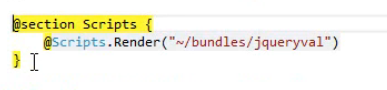 @section Scripts {
@Scripts.Render("~/bundles/jqueryval")
}